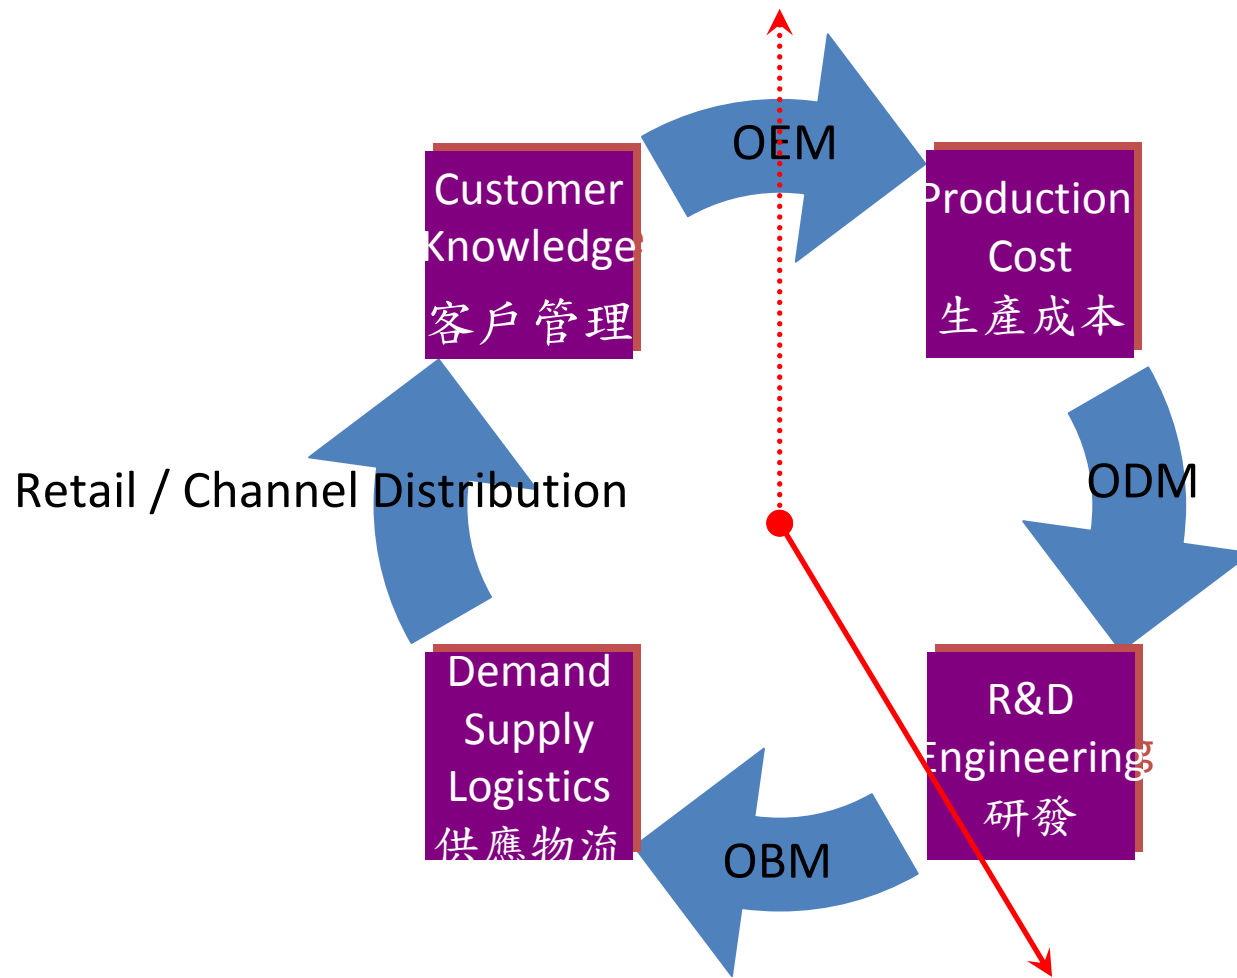 OEM
Customer
Knowledge
客戶管理
Production
Cost
生產成本
Retail / Channel Distribution
ODM
Demand
Supply
Logistics
供應物流
R&D
Engineering
研發
OBM